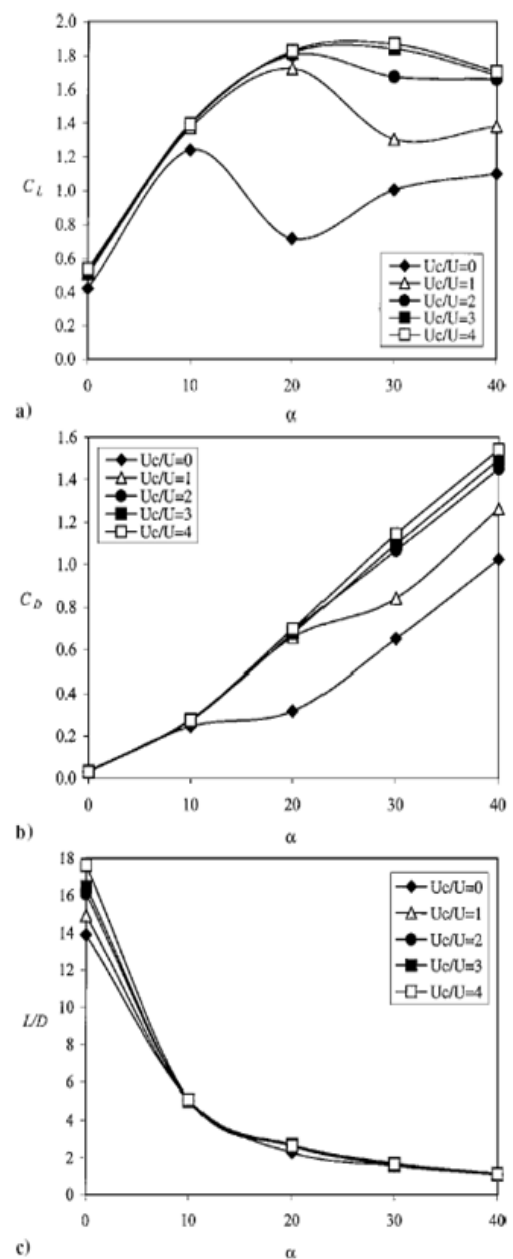 2.0
1.8
1.6
1.4
1.2
C_L 1.0
0.8
0.6
0.4
0.2
0.0
Uc/U=0
Uc/U=1
Uc/U=2
Uc/U=3
Uc/U=4
0 10 20 30 40
a)
α
1.6
1.4
1.2
1.0
C_D 0.8
0.6
0.4
0.2
0.0
Uc/U=0
Uc/U=1
Uc/U=2
Uc/U=3
Uc/U=4
0 10 20 30 40
b)
α
18
16
14
12
10
L/D
8
6
4
2
0
Uc/U=0
Uc/U=1
Uc/U=2
Uc/U=3
Uc/U=4
0 10 20 30 40
c)
α